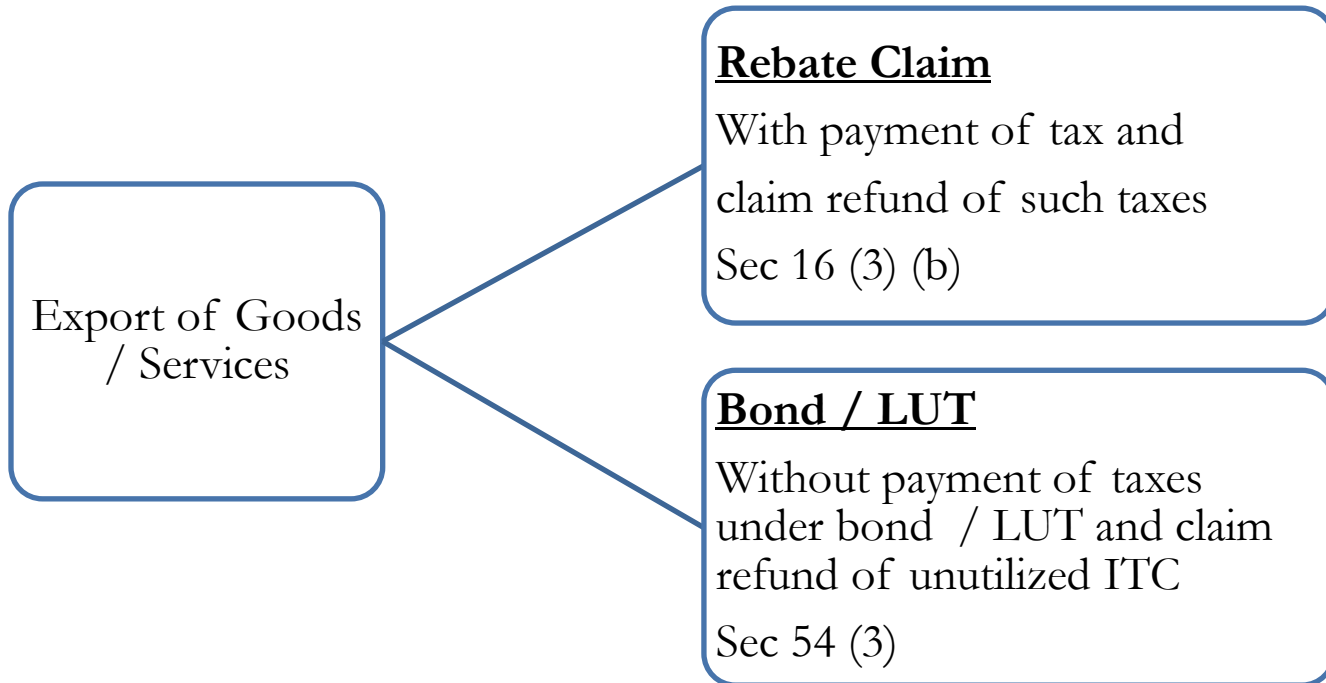 Export of Goods
/ Services
Rebate Claim
With payment of tax and
claim refund of such taxes
Sec 16 (3) (b)
Bond / LUT
Without payment of taxes
under bond / LUT and claim
refund of unutilized ITC
Sec 54 (3)